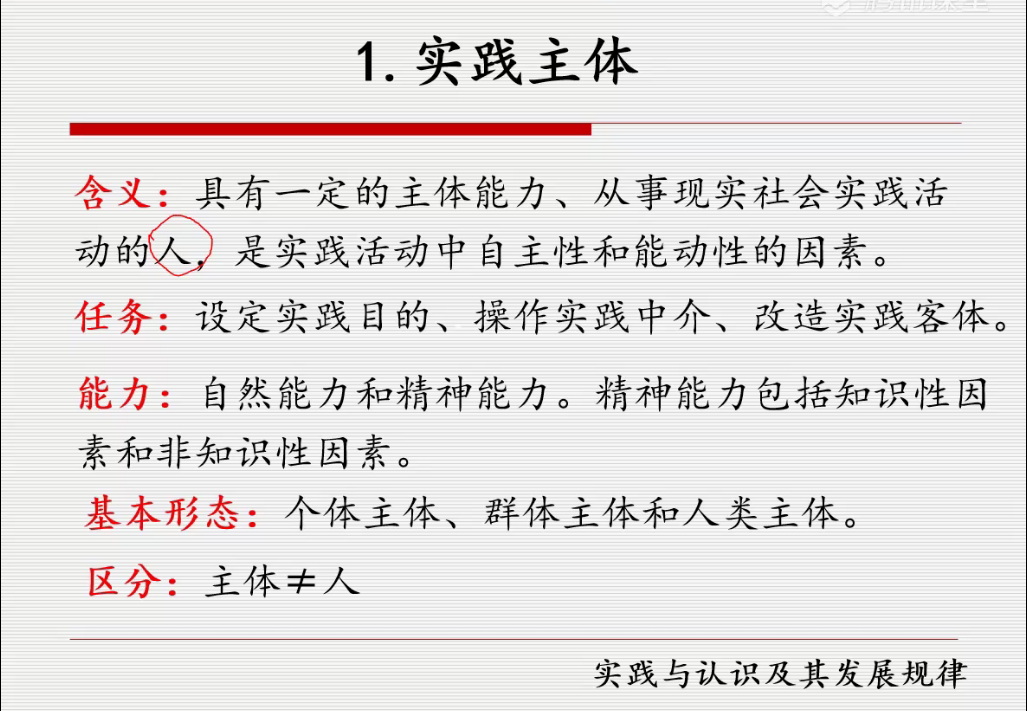 1.实践主体
含义：具有一定的主体能力、从事现实社会实践活
动的人，是实践活动中自主性和能动性的因素。
任务：设定实践目的、操作实践中介、改造实践客体。
能力：自然能力和精神能力。精神能力包括知识性因
素和非知识性因素。
基本形态：个体主体、群体主体和人类主体。
区分：主体≠人
实践与认识及其发展规律